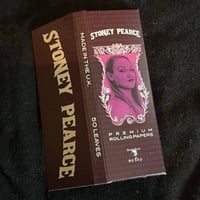 STONEY PEARCE
MADE IN THE U.K.
50 LEAVES
STONEY PEARCE
PREMIUM
ROLLING PAPERS